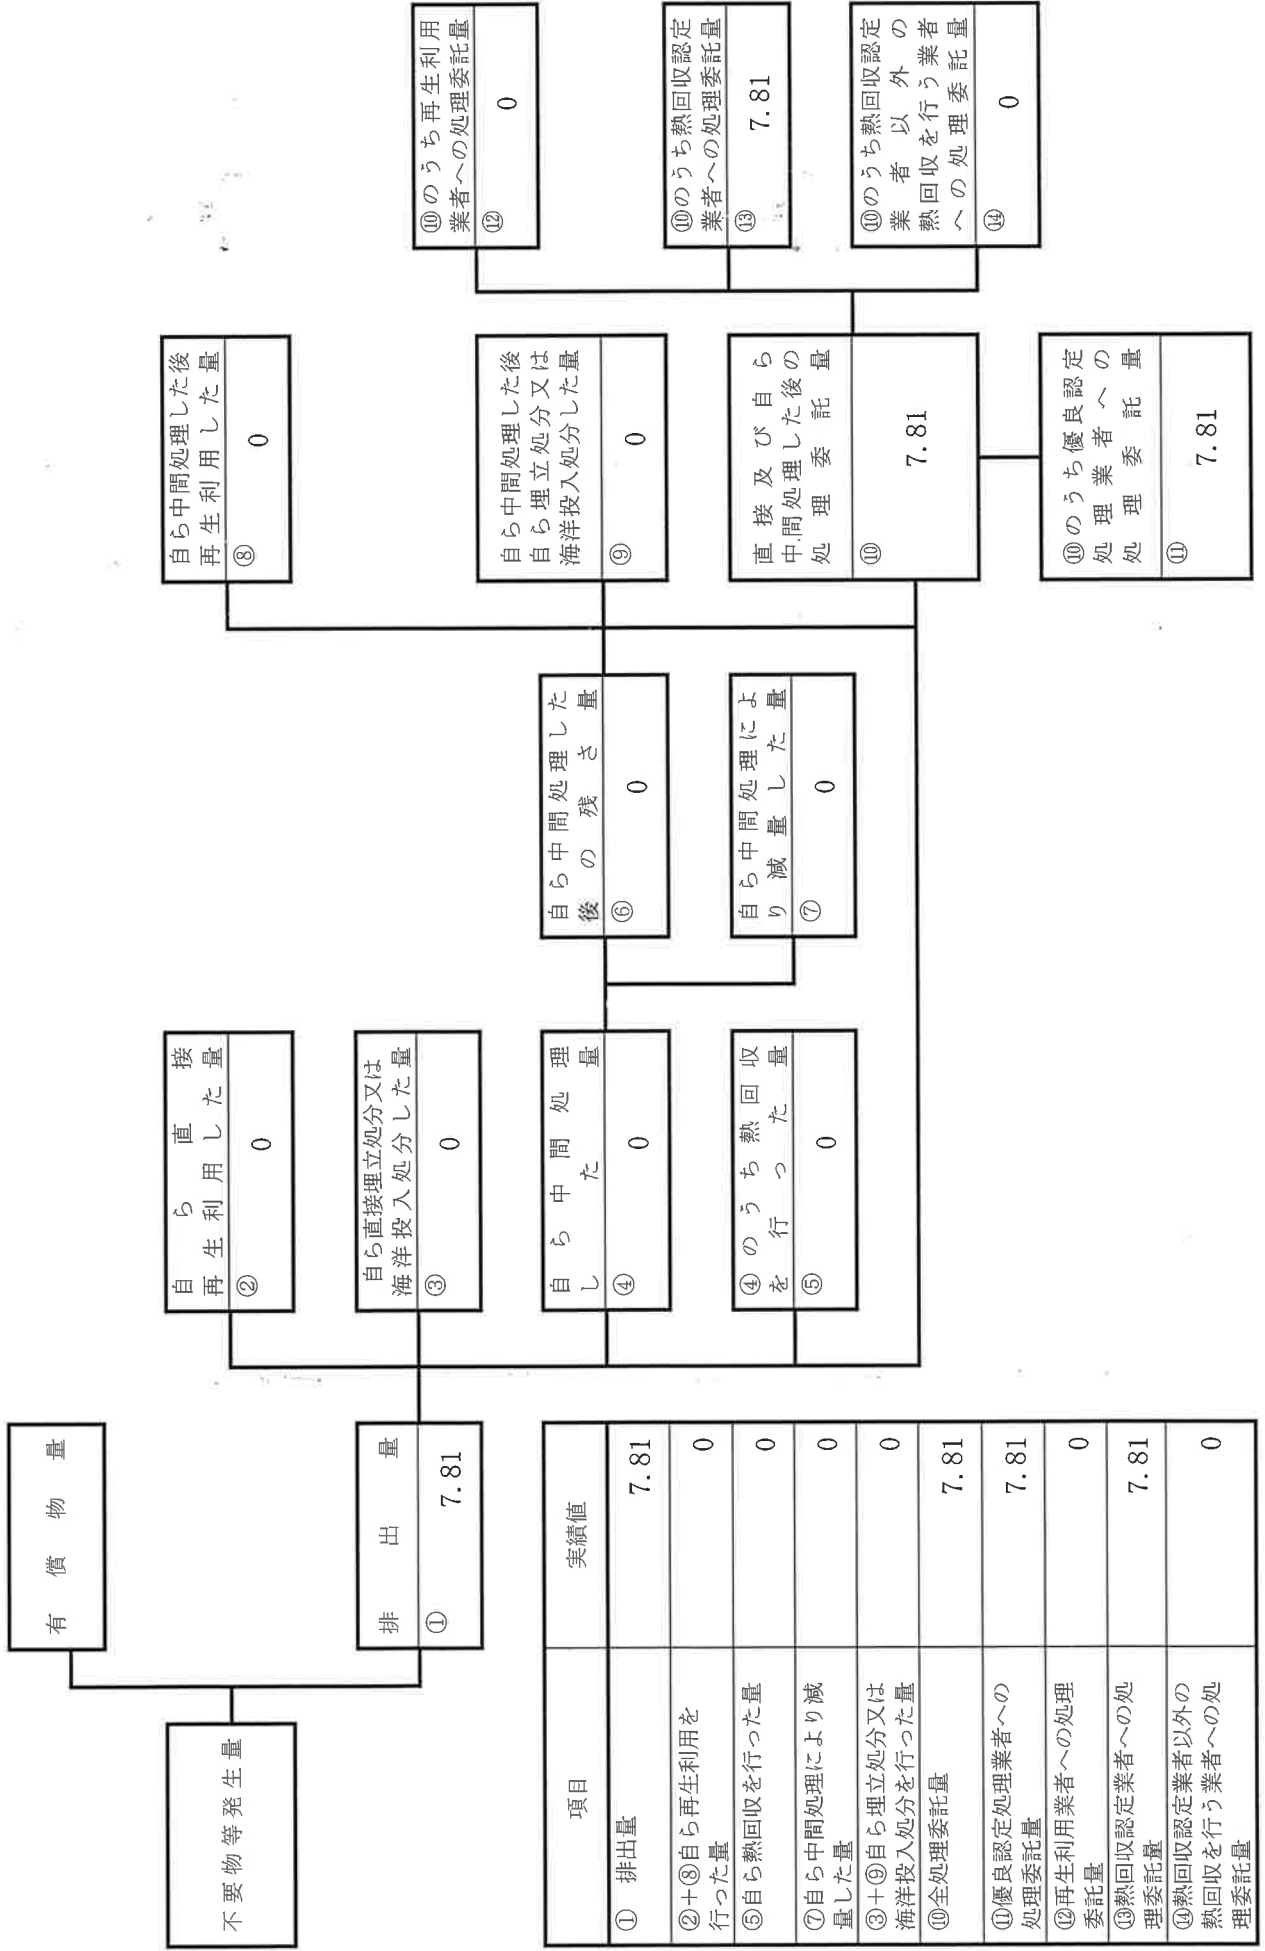 有償物量
不要物等発生量
排出量
① 7.81
自ら直接
再生利用した量
② 0
自ら直接埋立処分又は
海洋投入処分した量
③ 0
自ら中間処理
した量
④ 0
④のうち熱回収
を行った量
⑤ 0
自ら中間処理した
後の残さ量
⑥ 0
自ら中間処理によ
り減量した量
⑦ 0
自ら中間処理した後
再生利用した量
⑧ 0
自ら中間処理した後
自ら埋立処分又は
海洋投入処分した量
⑨ 0
直接及び自ら
中間処理した後の
処理委託量
⑩ 7.81
⑩のうち優良認定
処理業者への
処理委託量
⑪ 7.81
⑩のうち再生利用
業者への処理委託量
⑫ 0
⑩のうち熱回収認定
業者への処理委託量
⑬ 7.81
⑩のうち熱回収認定
業者以外の
熱回収を行う業者
への処理委託量
⑭ 0
項目 実績値
① 排出量 7.81
②+⑧自ら再生利用を
行った量 0
⑤自ら熱回収を行った量 0
⑦自ら中間処理により減
量した量 0
③+⑨自ら埋立処分又は
海洋投入処分を行った量 0
⑩全処理委託量 7.81
⑪優良認定処理業者への
処理委託量 7.81
⑫再生利用業者への処理
委託量 0
⑬熱回収認定業者への処
理委託量 7.81
⑭熱回収認定業者以外の
熱回収を行う業者への処
理委託量 0